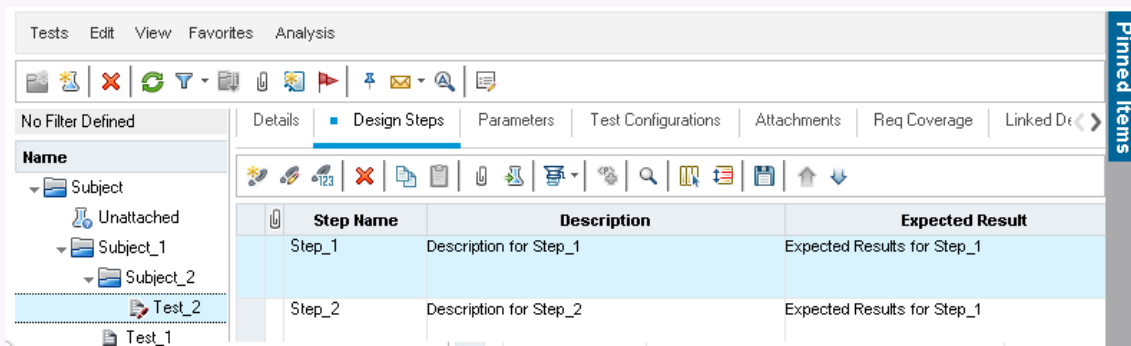 Tests Edit View Favorites Analysis
No Filter Defined
Details Design Steps Parameters Test Configurations Attachments Req Coverage Linked De
Name
Subject
Unattached
Subject_1
Subject_2
Test_2
Test_1
Step Name Description Expected Result
Step_1 Description for Step_1 Expected Results for Step_1
Step_2 Description for Step_2 Expected Results for Step_1
Pinned Items